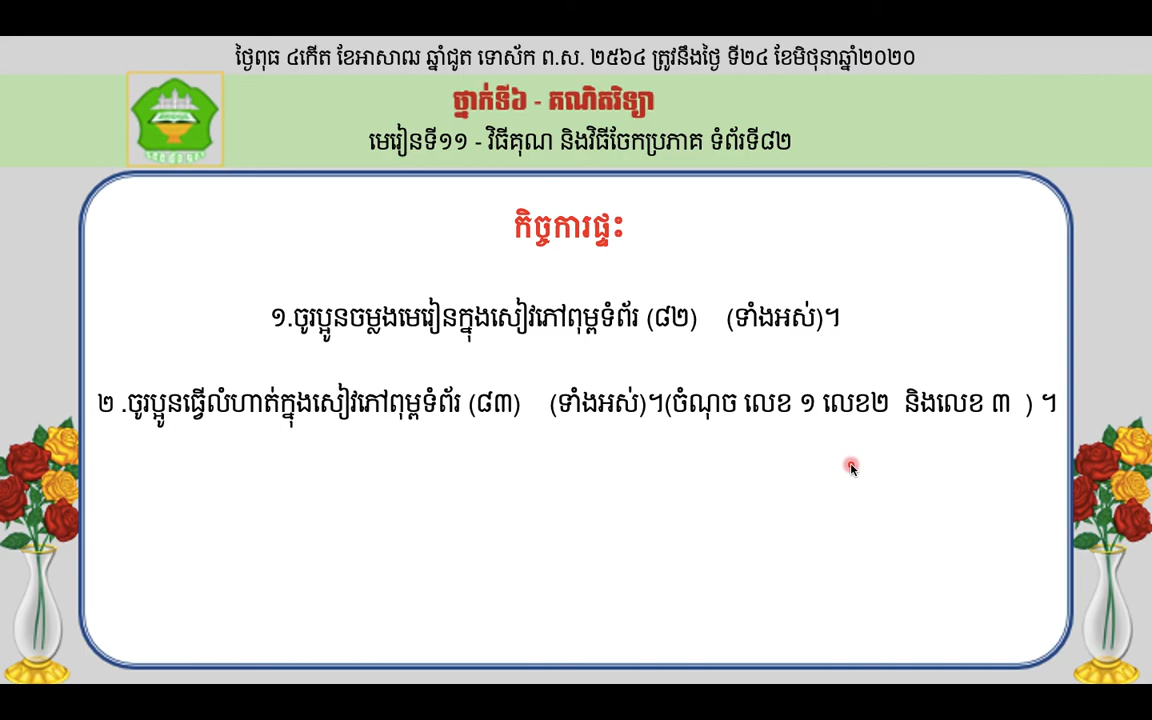 ថ្ងៃពុធ ៤កើត ខែអាសាឍ ឆ្នាំជូត ទោស័ក ព.ស. ២៥៦៤ ត្រូវនឹងថ្ងៃ ទី២៤ ខែមិថុនាឆ្នាំ២០២០
ថ្នាក់ទី៦ - គណិតវិទ្យា
មេរៀនទី១១ - វិធីគុណ និងវិធីចែកប្រភាគ ទំព័រទី៨២
កិច្ចការផ្ទះ
១.ចូរប្អូនចម្លងមេរៀនក្នុងសៀវភៅពុម្ពទំព័រ (៨២) (ទាំងអស់)។
២ .ចូរប្អូនធ្វើលំហាត់ក្នុងសៀវភៅពុម្ពទំព័រ (៨៣) (ទាំងអស់)។(ចំណុច លេខ ១ លេខ២ និងលេខ ៣ ) ។